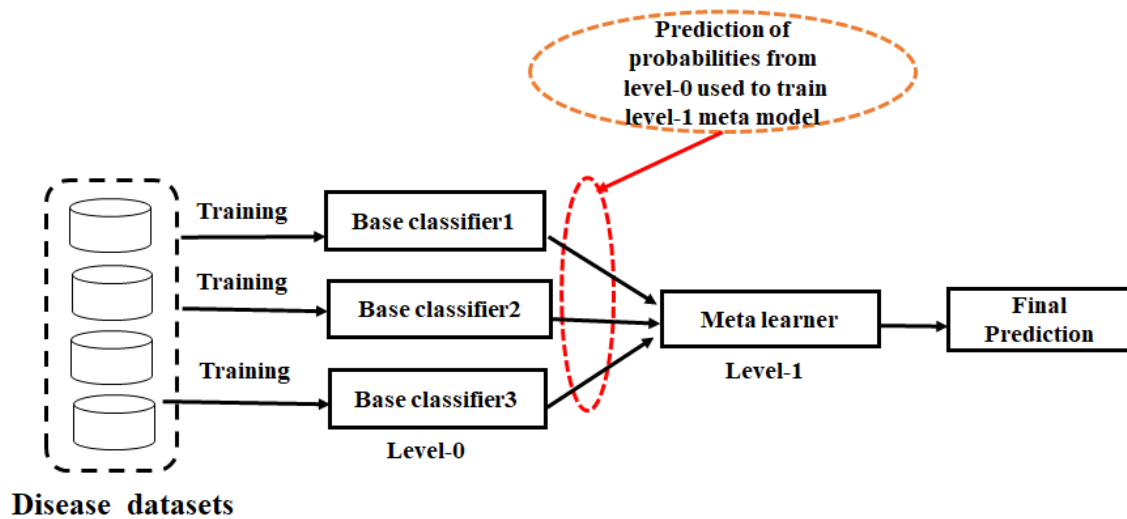 Prediction of
probabilities from
level-0 used to train
level-1 meta model
Training
Base classifier1
Training
Base classifier2
Meta learner
Final
Prediction
Training
Base classifier3
Level-1
Level-0
Disease datasets